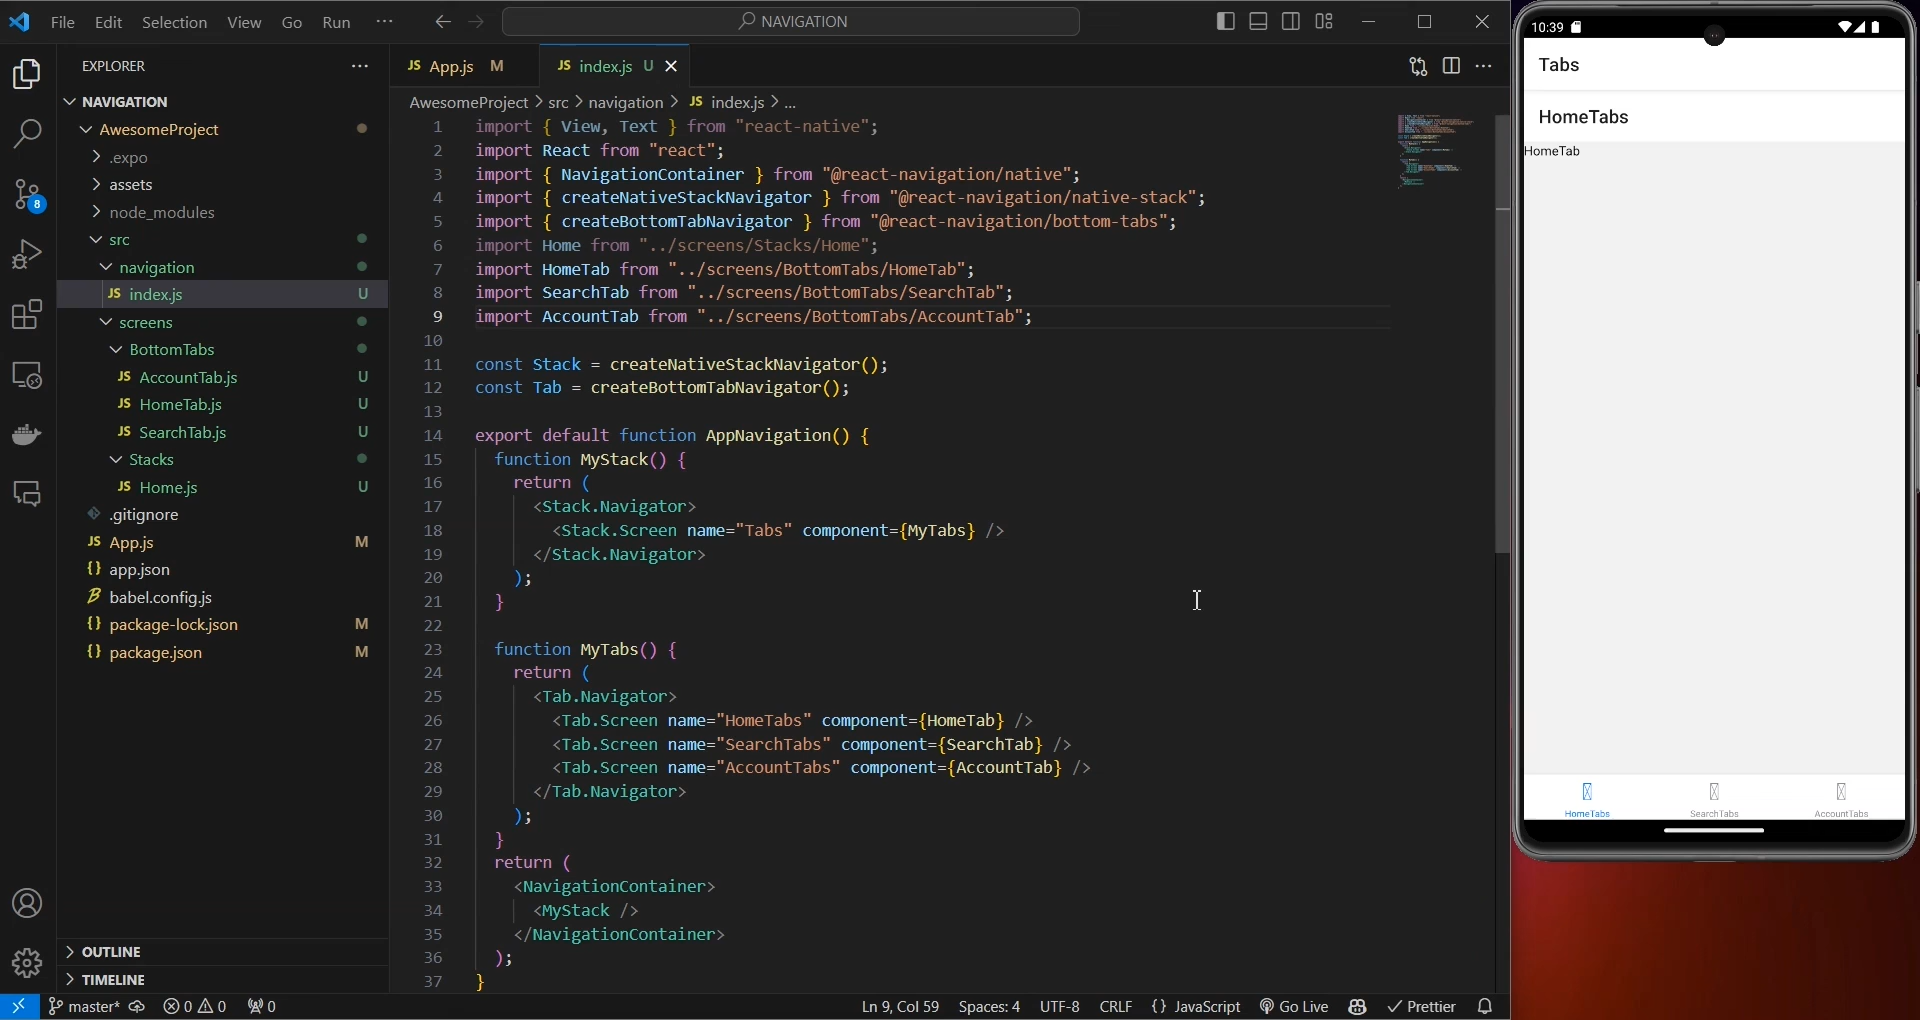 File Edit Selection View Go Run ···
NAVIGATION
EXPLORER
NAVIGATION
AwesomeProject
.expo
assets
node_modules
src
navigation
JS index.js U
screens
BottomTabs
JS AccountTab.js U
JS HomeTab.js U
JS SearchTab.js U
Stacks
JS Home.js U
.gitignore
JS App.js M
{} app.json
babel.config.js
{} package-lock.json M
{} package.json M
OUTLINE
TIMELINE
8
JS App.js M
JS index.js U
AwesomeProject > src > navigation > JS index.js > ...
1 import { View, Text } from "react-native";
2 import React from "react";
3 import { NavigationContainer } from "@react-navigation/native";
4 import { createNativeStackNavigator } from "@react-navigation/native-stack";
5 import { createBottomTabNavigator } from "@react-navigation/bottom-tabs";
6 import Home from "../screens/Stacks/Home";
7 import HomeTab from "../screens/BottomTabs/HomeTab";
8 import SearchTab from "../screens/BottomTabs/SearchTab";
9 import AccountTab from "../screens/BottomTabs/AccountTab";
10
11 const Stack = createNativeStackNavigator();
12 const Tab = createBottomTabNavigator();
13
14 export default function AppNavigation() {
15 function MyStack() {
16 return (
17 <Stack.Navigator>
18 <Stack.Screen name="Tabs" component={MyTabs} />
19 </Stack.Navigator>
20 );
21 }
22
23 function MyTabs() {
24 return (
25 <Tab.Navigator>
26 <Tab.Screen name="HomeTabs" component={HomeTab} />
27 <Tab.Screen name="SearchTabs" component={SearchTab} />
28 <Tab.Screen name="AccountTabs" component={AccountTab} />
29 </Tab.Navigator>
30 );
31 }
32 return (
33 <NavigationContainer>
34 <MyStack />
35 </NavigationContainer>
36 );
37 }
master* 0 0 0
Ln 9, Col 59 Spaces: 4 UTF-8 CRLF {} JavaScript Go Live Prettier
10:39
Tabs
HomeTabs
HomeTab
HomeTabs SearchTabs AccountTabs